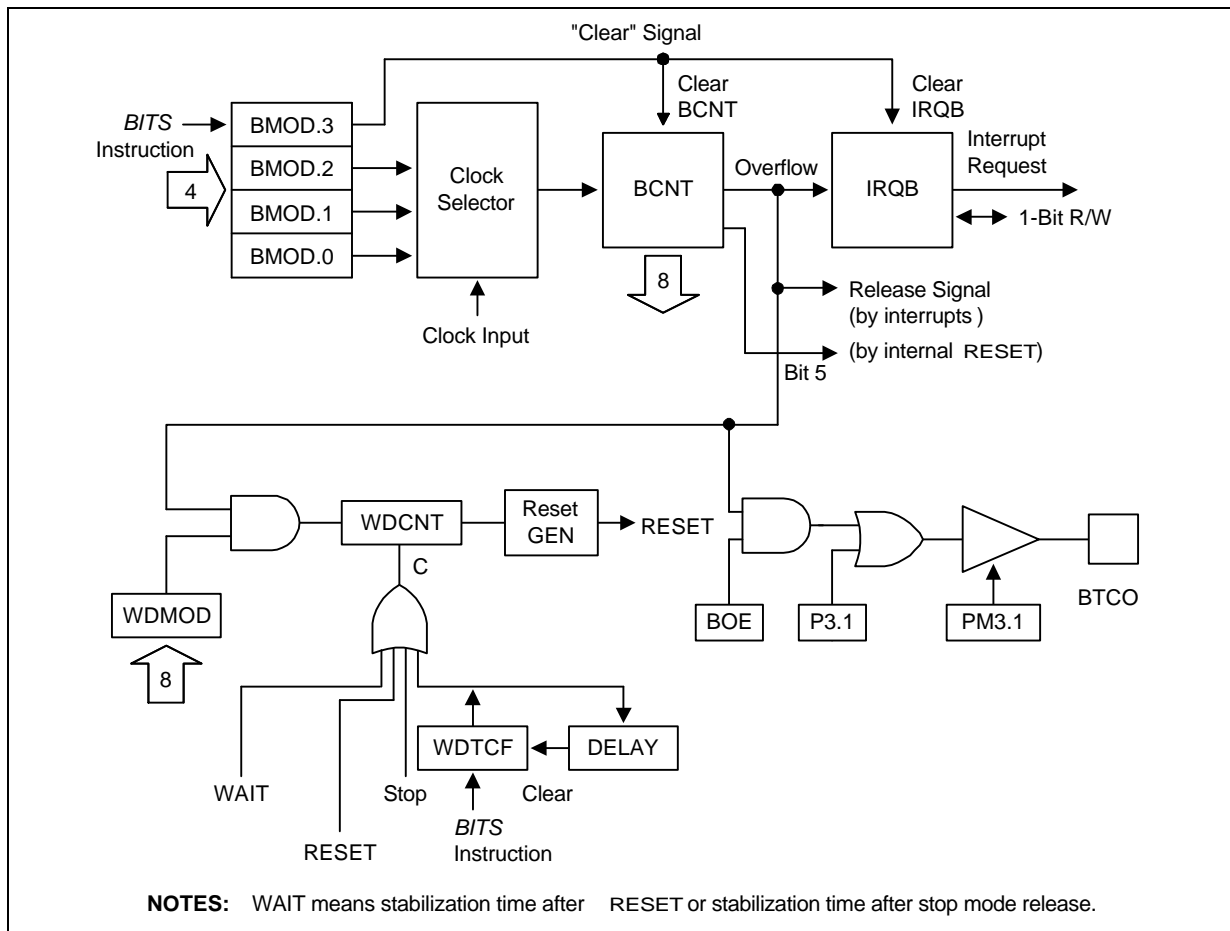 "Clear" Signal
Clear
BCNT
Clear
IRQB
BITS
Instruction
4
BMOD.3
BMOD.2
BMOD.1
BMOD.0
Clock
Selector
Clock Input
BCNT
8
Overflow
IRQB
Interrupt
Request
1-Bit R/W
Release Signal
(by interrupts )
(by internal RESET)
Bit 5
WDCNT
Reset
GEN
RESET
C
WDMOD
8
BOE
P3.1
PM3.1
BTCO
WDTCF
DELAY
WAIT
Stop
Clear
RESET
BITS
Instruction
NOTES: WAIT means stabilization time after RESET or stabilization time after stop mode release.